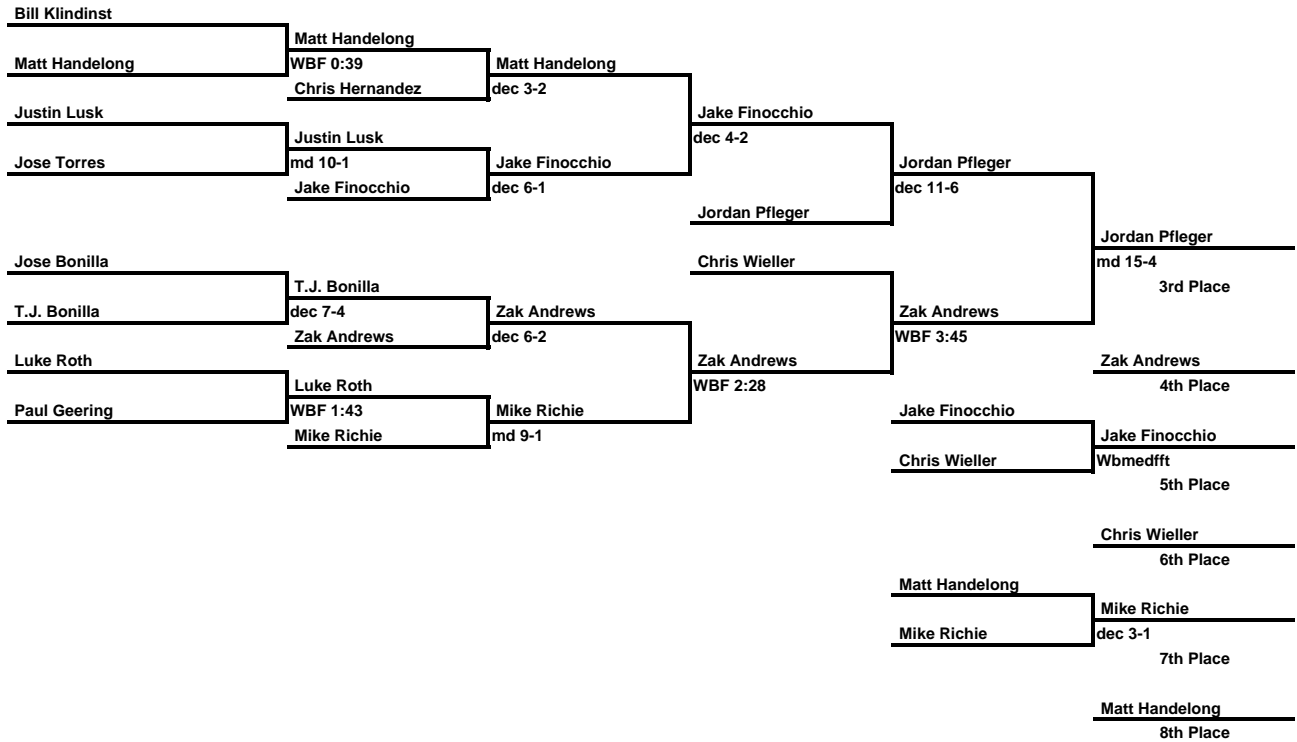 Bill Klindinst
Matt Handelong
Matt Handelong
WBF 0:39
Matt Handelong
Chris Hernandez
dec 3-2
Justin Lusk
Jake Finocchio
Justin Lusk
dec 4-2
Jose Torres
md 10-1
Jake Finocchio
Jordan Pfleger
Jake Finocchio
dec 6-1
dec 11-6
Jordan Pfleger
Jordan Pfleger
Jose Bonilla
Chris Wieller
md 15-4
T.J. Bonilla
3rd Place
T.J. Bonilla
dec 7-4
Zak Andrews
Zak Andrews
Zak Andrews
dec 6-2
WBF 3:45
Luke Roth
Zak Andrews
Zak Andrews
Luke Roth
WBF 2:28
4th Place
Paul Geering
WBF 1:43
Mike Richie
Jake Finocchio
Mike Richie
md 9-1
Jake Finocchio
Chris Wieller
Wbmedfft
5th Place
Chris Wieller
6th Place
Matt Handelong
Mike Richie
Mike Richie
dec 3-1
7th Place
Matt Handelong
8th Place